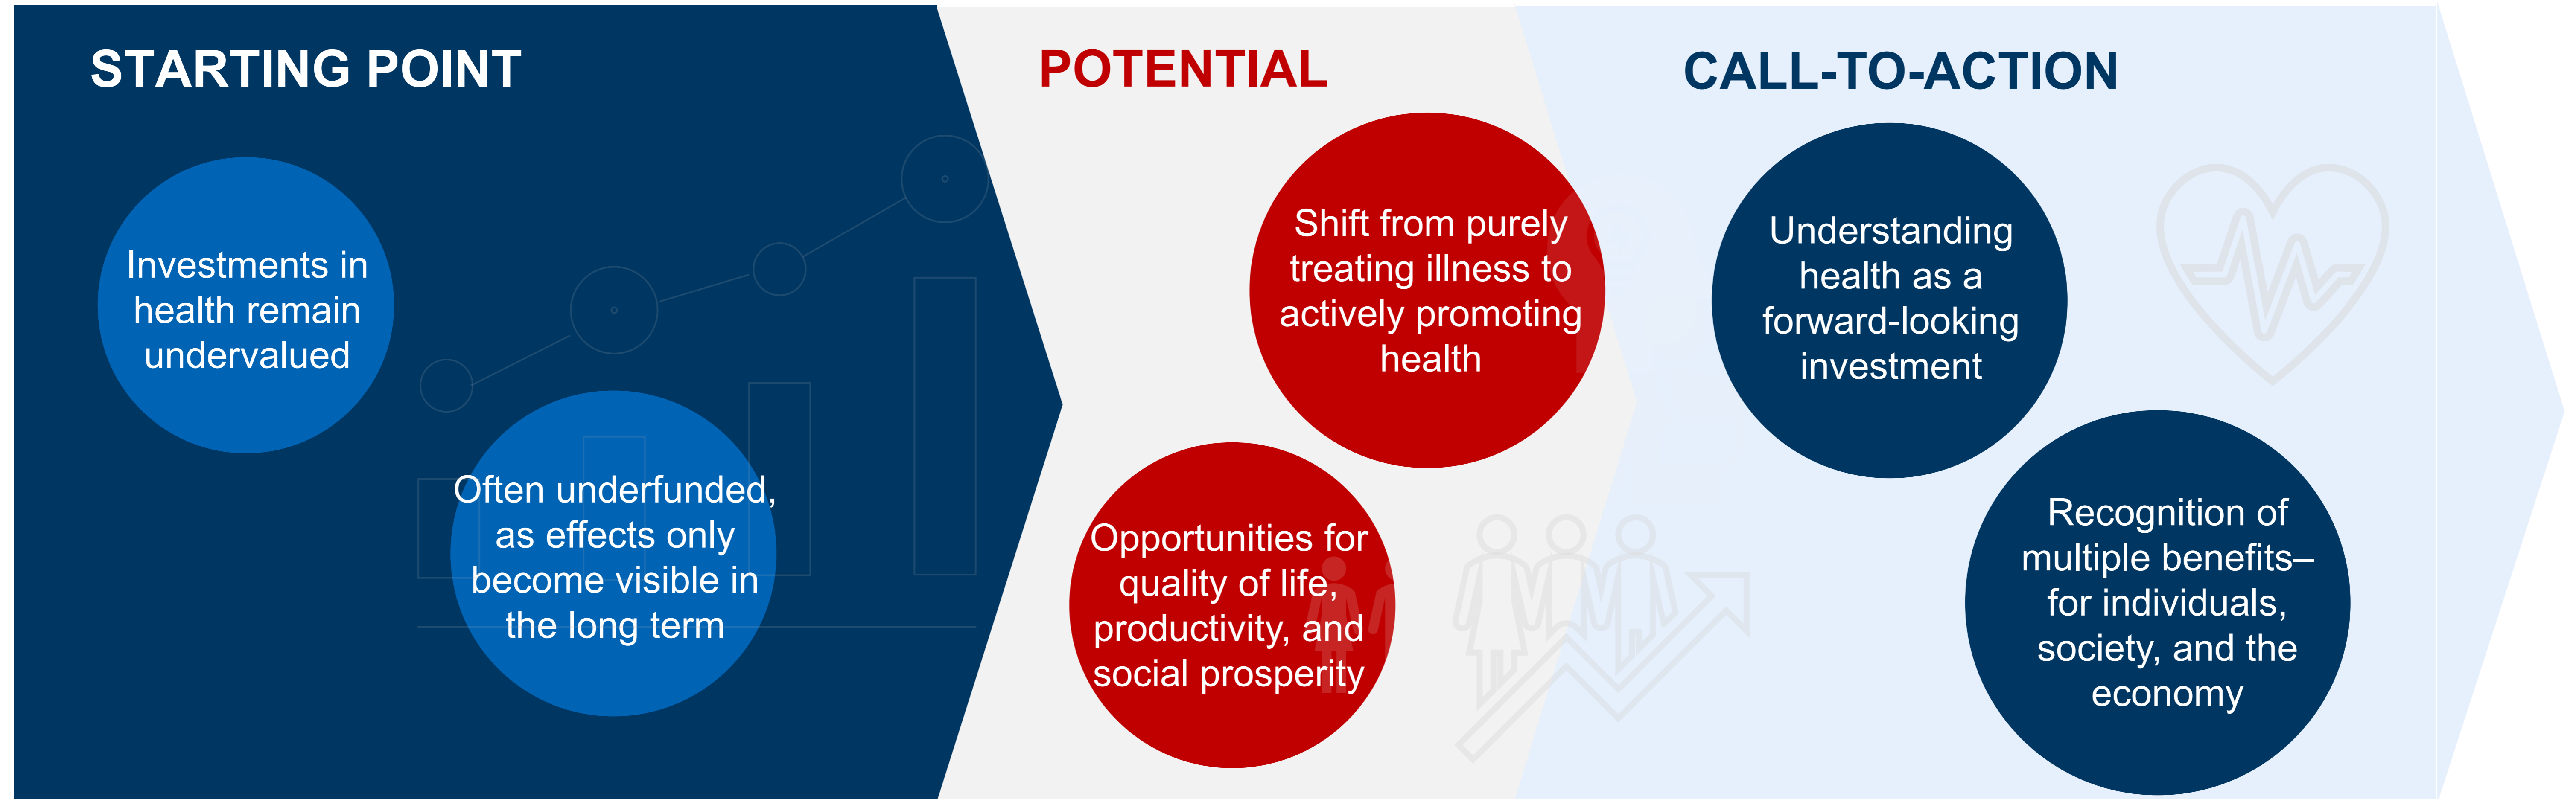 STARTING POINT
Investments in
health remain
undervalued
Often underfunded,
as effects only
become visible in
the long term
POTENTIAL
Shift from purely
treating illness to
actively promoting
health
Opportunities for
quality of life,
productivity, and
social prosperity
CALL-TO-ACTION
Understanding
health as a
forward-looking
investment
Recognition of
multiple benefits–
for individuals,
society, and the
economy